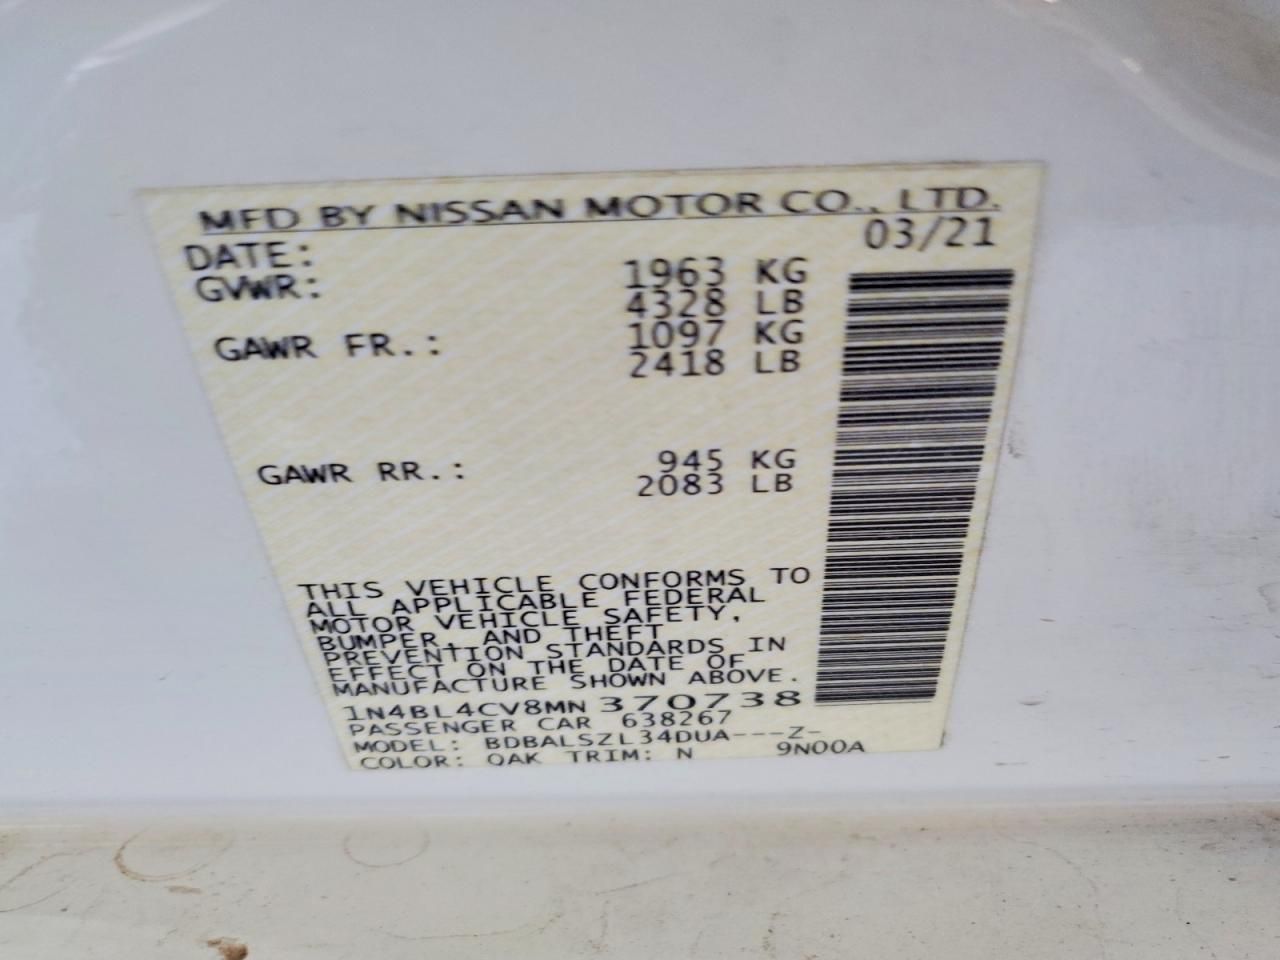 MFD BY NISSAN MOTOR CO., LTD.
DATE: 03/21
GVWR: 1963 KG
4328 LB
GAWR FR.: 1097 KG
2418 LB
GAWR RR.: 945 KG
2083 LB
THIS VEHICLE CONFORMS TO
ALL APPLICABLE FEDERAL
MOTOR VEHICLE SAFETY,
BUMPER, AND THEFT
PREVENTION STANDARDS IN
EFFECT ON THE DATE OF
MANUFACTURE SHOWN ABOVE.
1N4BL4CV8MN370738
PASSENGER CAR 638267
MODEL: BDBALSZL34DUA---Z-
COLOR: QAK TRIM: N 9N00A